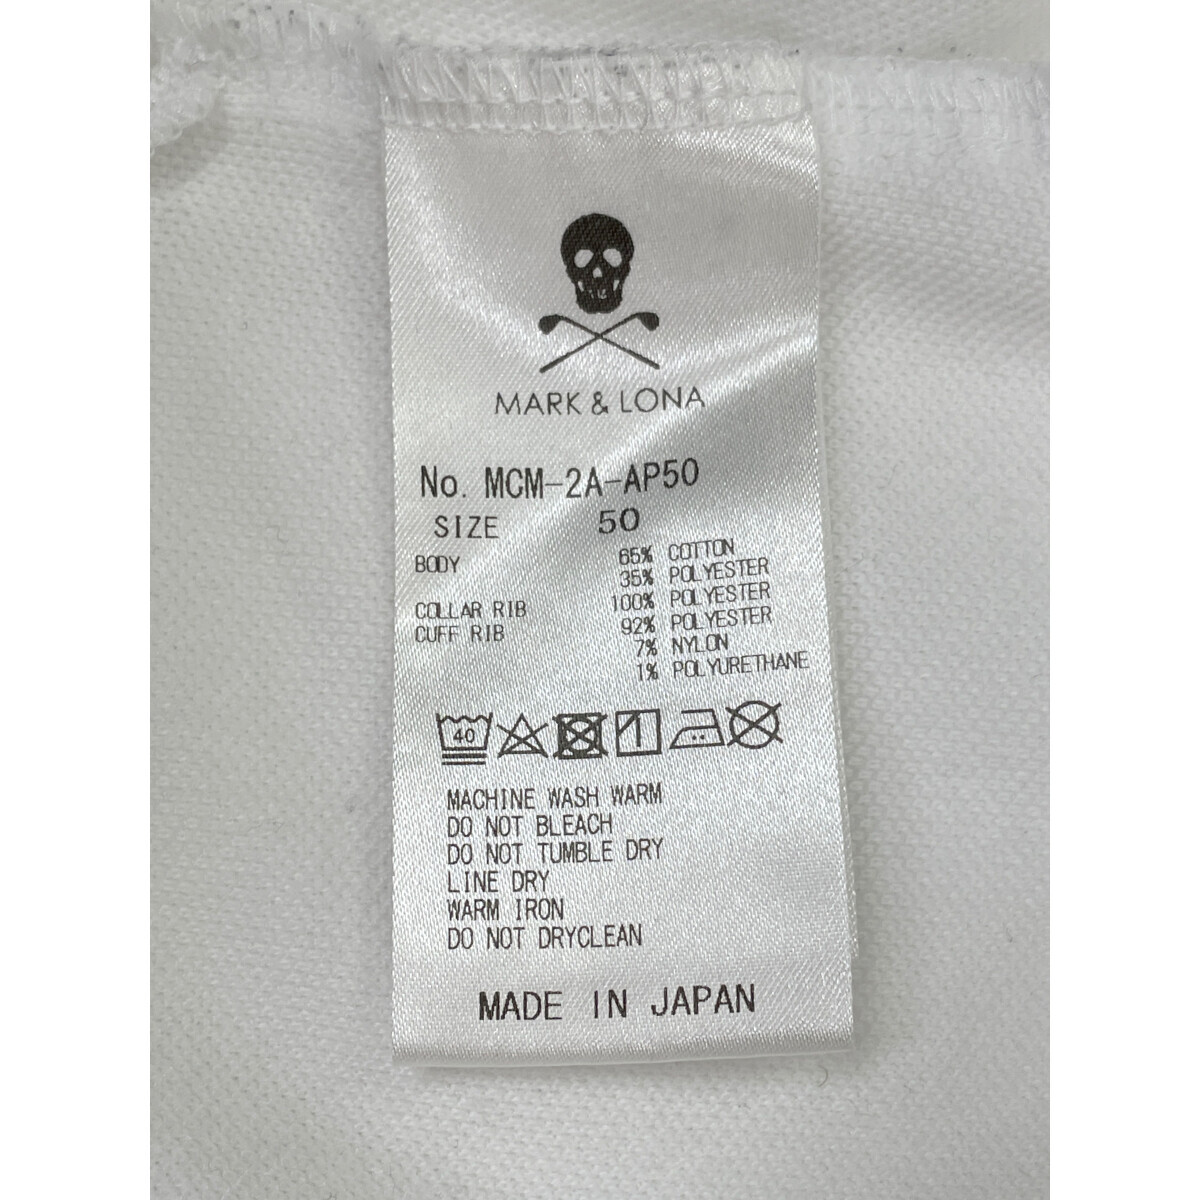 MARK & LONA
No. MCM-2A-AP50
SIZE 50
BODY 65% COTTON
35% POLYESTER
COLLAR RIB 100% POLYESTER
CUFF RIB 92% POLYESTER
7% NYLON
1% POLYURETHANE
40
MACHINE WASH WARM
DO NOT BLEACH
DO NOT TUMBLE DRY
LINE DRY
WARM IRON
DO NOT DRYCLEAN
MADE IN JAPAN